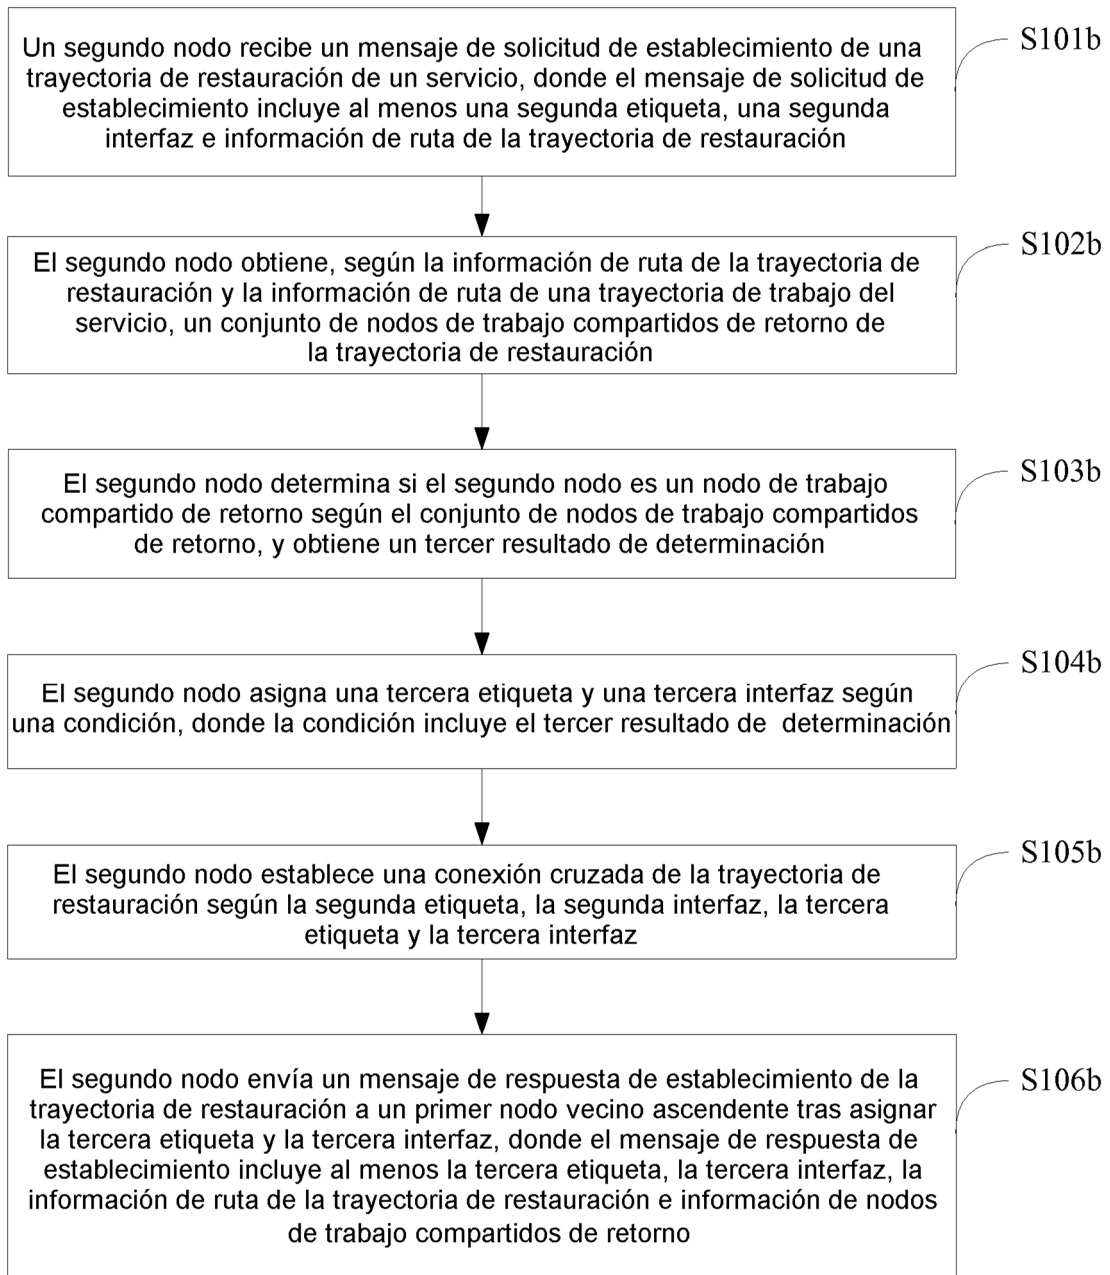 Un segundo nodo recibe un mensaje de solicitud de establecimiento de una
trayectoria de restauración de un servicio, donde el mensaje de solicitud de
establecimiento incluye al menos una segunda etiqueta, una segunda
interfaz e información de ruta de la trayectoria de restauración
S101b
El segundo nodo obtiene, según la información de ruta de la trayectoria de
restauración y la información de ruta de una trayectoria de trabajo del
servicio, un conjunto de nodos de trabajo compartidos de retorno de
la trayectoria de restauración
S102b
El segundo nodo determina si el segundo nodo es un nodo de trabajo
compartido de retorno según el conjunto de nodos de trabajo compartidos
de retorno, y obtiene un tercer resultado de determinación
S103b
El segundo nodo asigna una tercera etiqueta y una tercera interfaz según
una condición, donde la condición incluye el tercer resultado de determinación
S104b
El segundo nodo establece una conexión cruzada de la trayectoria de
restauración según la segunda etiqueta, la segunda interfaz, la tercera
etiqueta y la tercera interfaz
S105b
El segundo nodo envía un mensaje de respuesta de establecimiento de la
trayectoria de restauración a un primer nodo vecino ascendente tras asignar
la tercera etiqueta y la tercera interfaz, donde el mensaje de respuesta de
establecimiento incluye al menos la tercera etiqueta, la tercera interfaz, la
información de ruta de la trayectoria de restauración e información de nodos
de trabajo compartidos de retorno
S106b